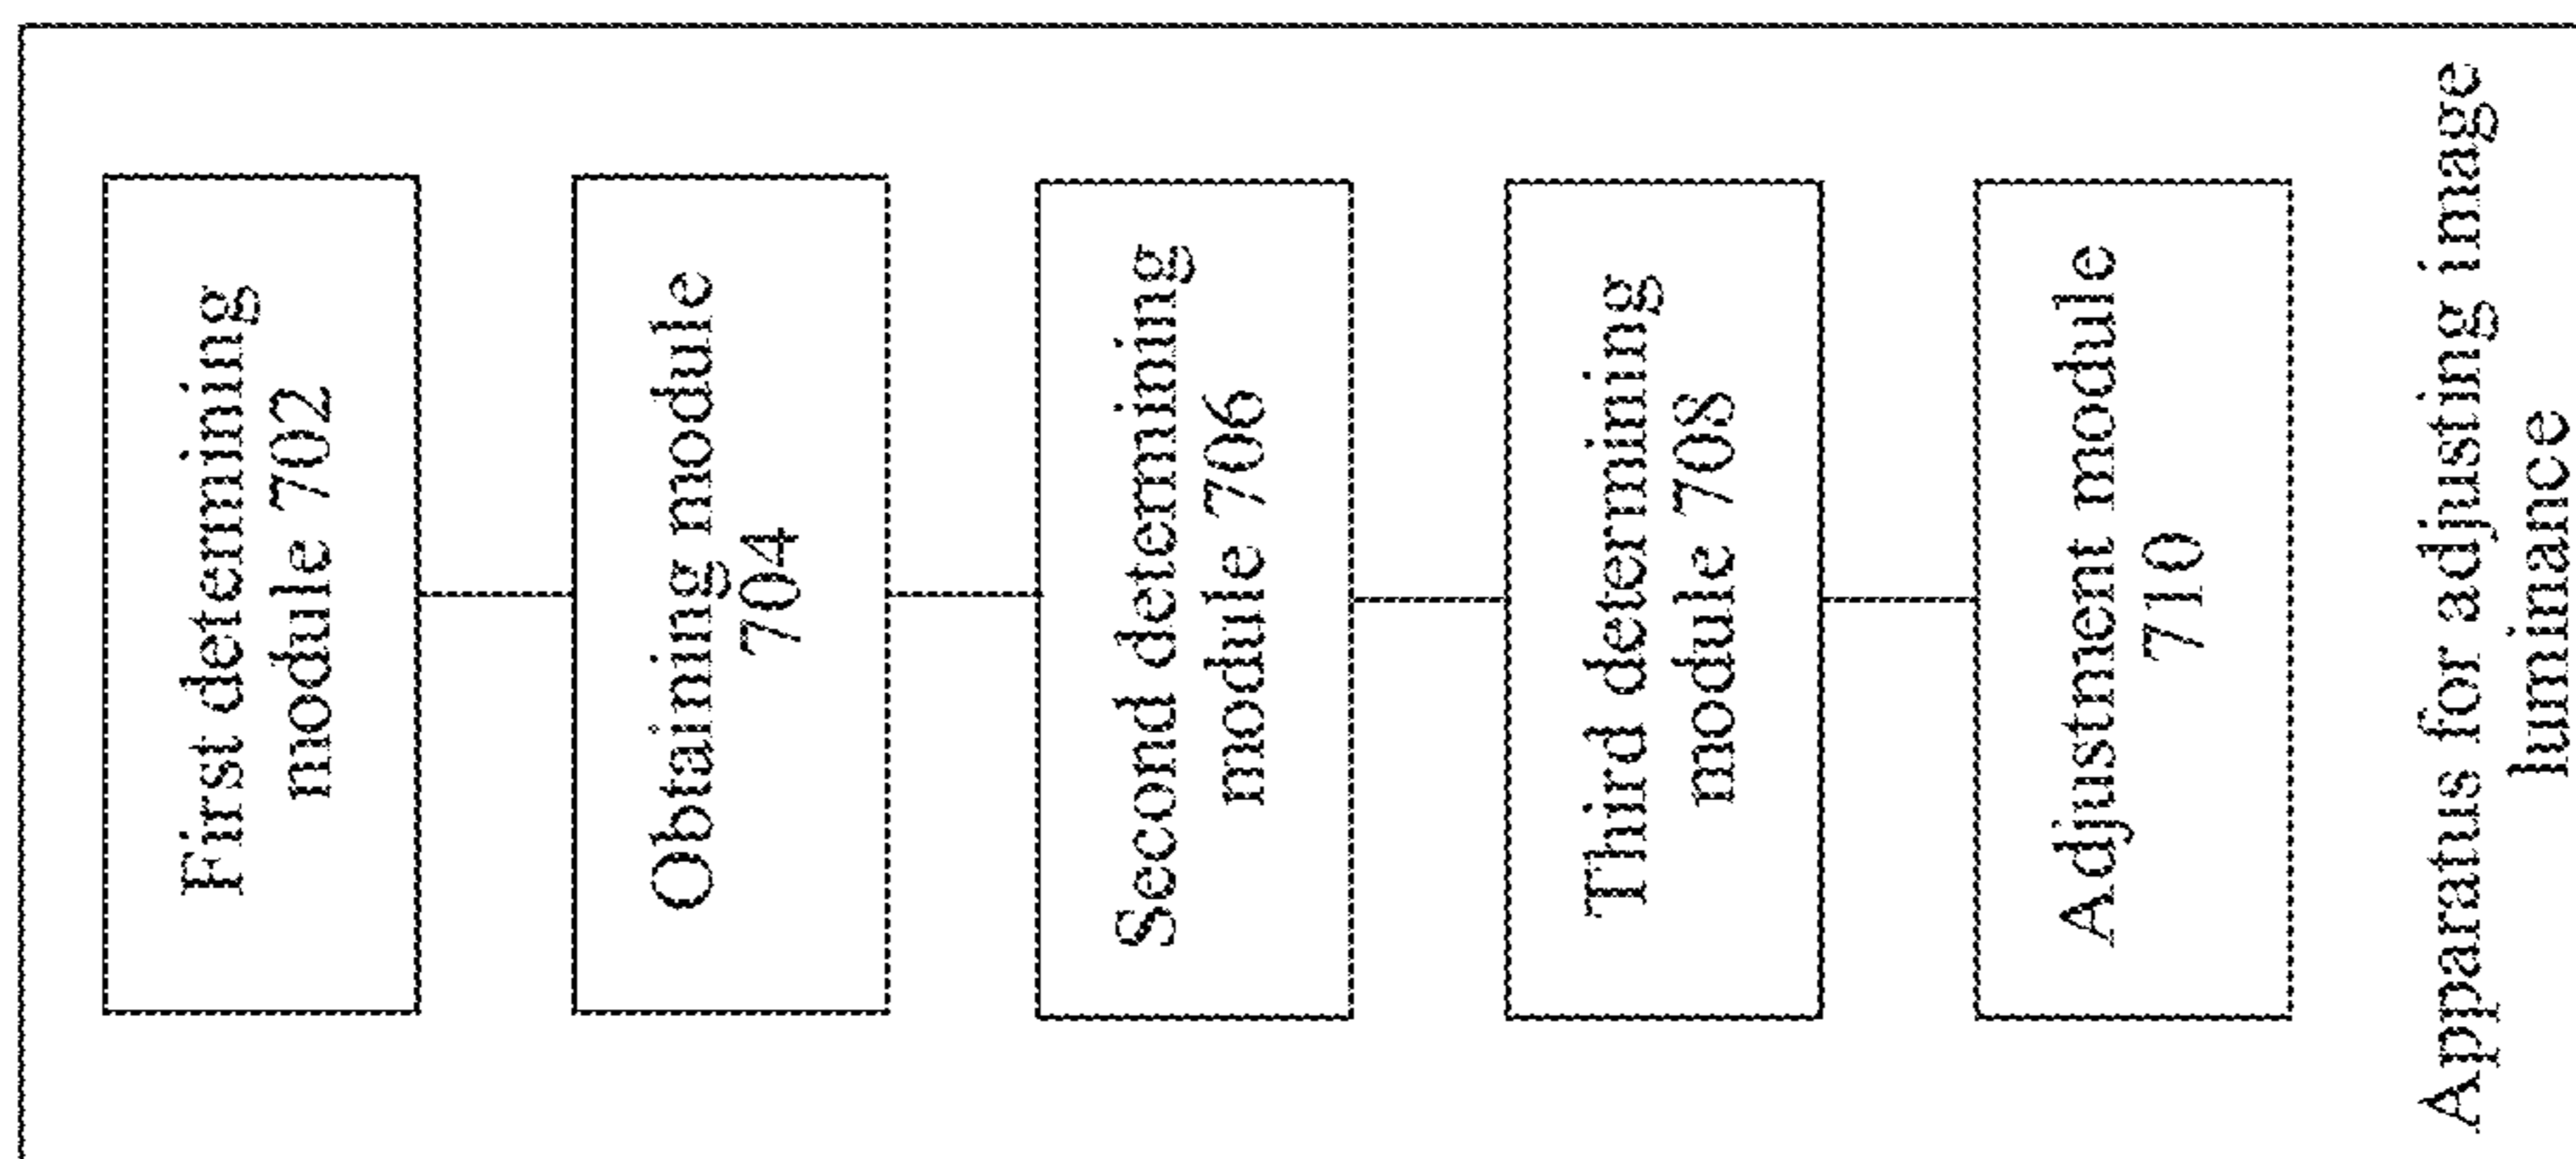 First determining
module 702
Obtaining module
704
Second determining
module 706
Third determining
module 708
Adjustment module
710
Apparatus for adjusting image
luminance